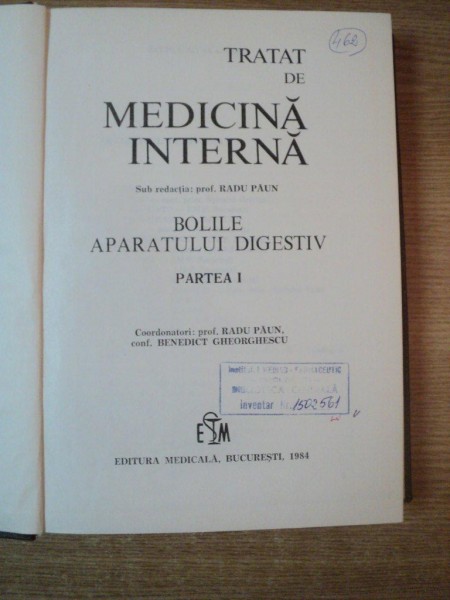 462
TRATAT
DE
MEDICINĂ
INTERNĂ
Sub redacția: prof. RADU PĂUN
BOLILE
APARATULUI DIGESTIV
PARTEA I
Coordonatori: prof. RADU PĂUN,
conf. BENEDICT GHEORGHESCU
inventar 1502561
E M
EDITURA MEDICALĂ, BUCUREȘTI, 1984